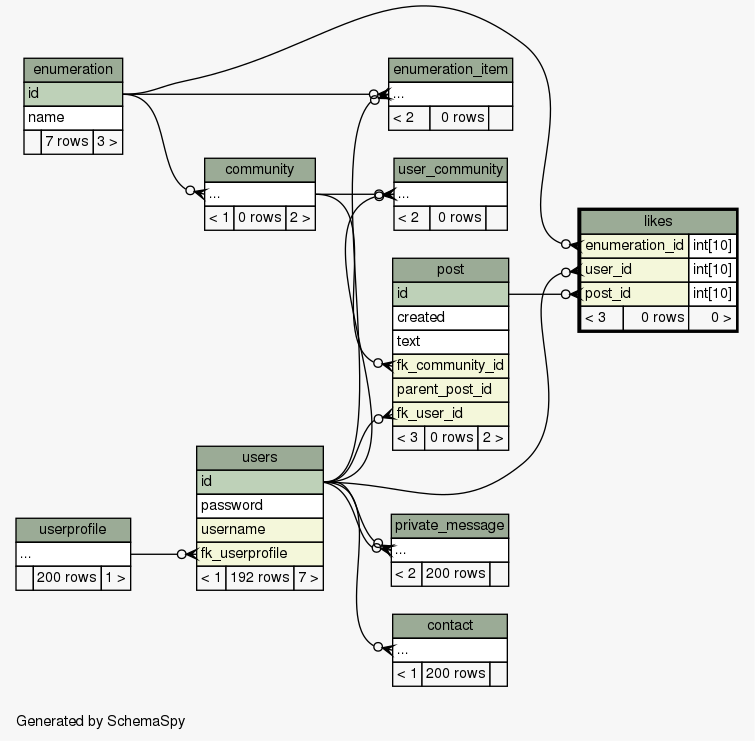 enumeration
id
name
7 rows 3 >
enumeration_item
...
< 2 0 rows
community
...
< 1 0 rows 2 >
user_community
...
< 2 0 rows
likes
enumeration_id int[10]
user_id int[10]
post_id int[10]
< 3 0 rows 0 >
post
id
created
text
fk_community_id
parent_post_id
fk_user_id
< 3 0 rows 2 >
users
id
password
username
fk_userprofile
< 1 192 rows 7 >
userprofile
...
200 rows 1 >
private_message
...
< 2 200 rows
contact
...
< 1 200 rows
Generated by SchemaSpy